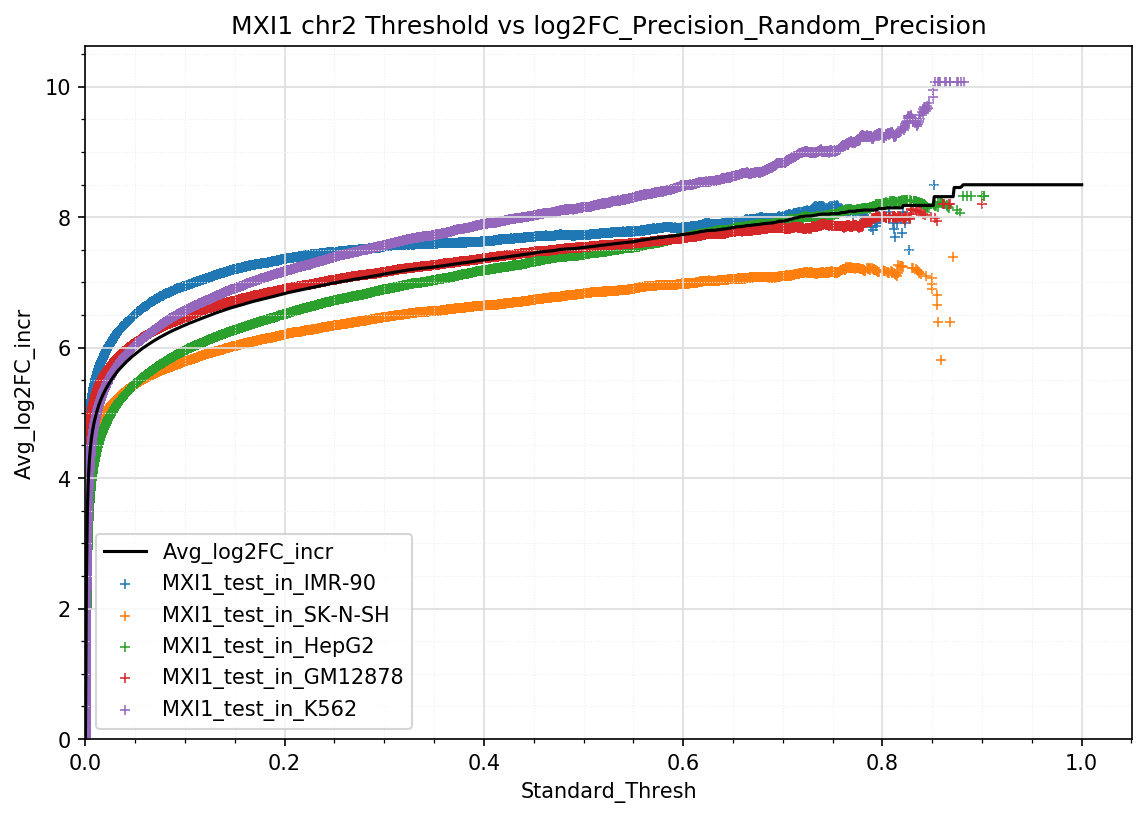 MXI1 chr2 Threshold vs log2FC_Precision_Random_Precision
Avg_log2FC_incr
10
8
6
4
2
0
Avg_log2FC_incr
MXI1_test_in_IMR-90
MXI1_test_in_SK-N-SH
MXI1_test_in_HepG2
MXI1_test_in_GM12878
MXI1_test_in_K562
0.0 0.2 0.4 0.6 0.8 1.0
Standard_Thresh